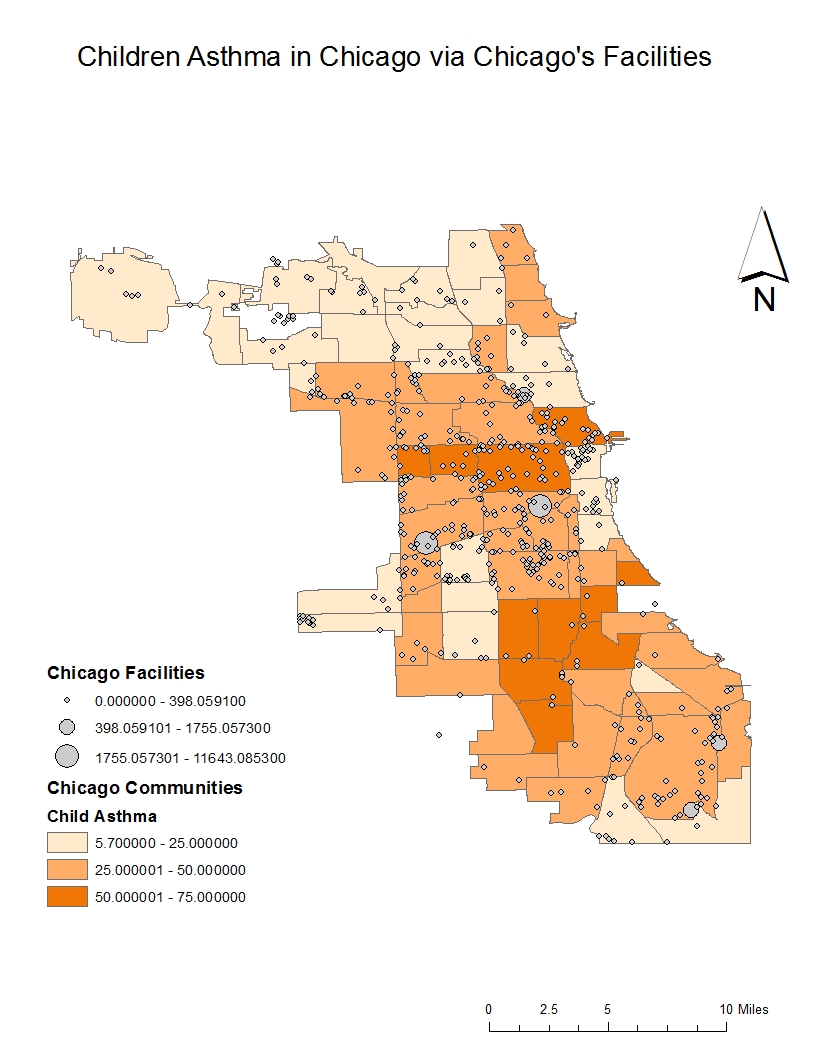 Children Asthma in Chicago via Chicago's Facilities
N
Chicago Facilities
0.000000 - 398.059100
398.059101 - 1755.057300
1755.057301 - 11643.085300
Chicago Communities
Child Asthma
5.700000 - 25.000000
25.000001 - 50.000000
50.000001 - 75.000000
0 2.5 5 10 Miles